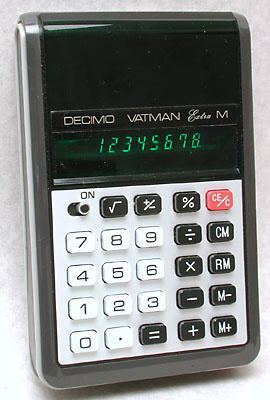 DECIMO VATMAN Extra M
12345678
ON √ +/- % CE/C
7 8 9 ÷ CM
4 5 6 × RM
1 2 3 − M−
0 . = + M+